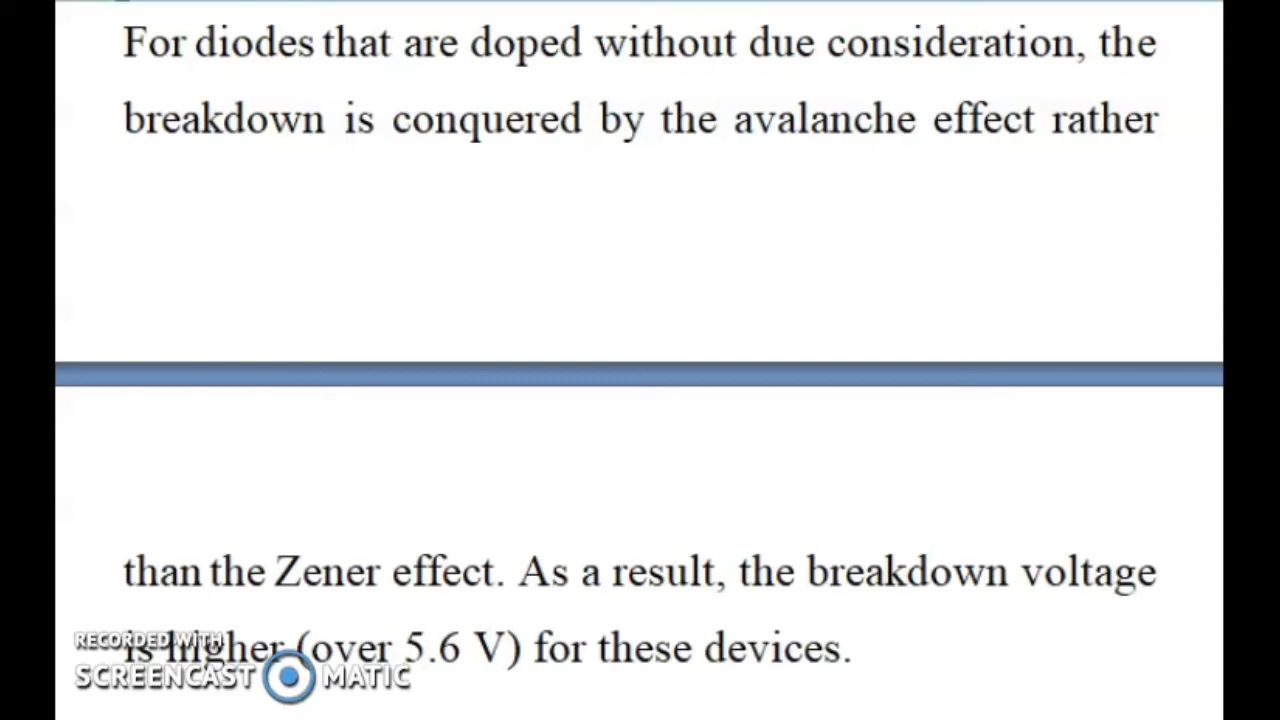 For diodes that are doped without due consideration, the
breakdown is conquered by the avalanche effect rather
than the Zener effect. As a result, the breakdown voltage
RECORDED WITH
is higher (over 5.6 V) for these devices.
SCREENCAST MATIC